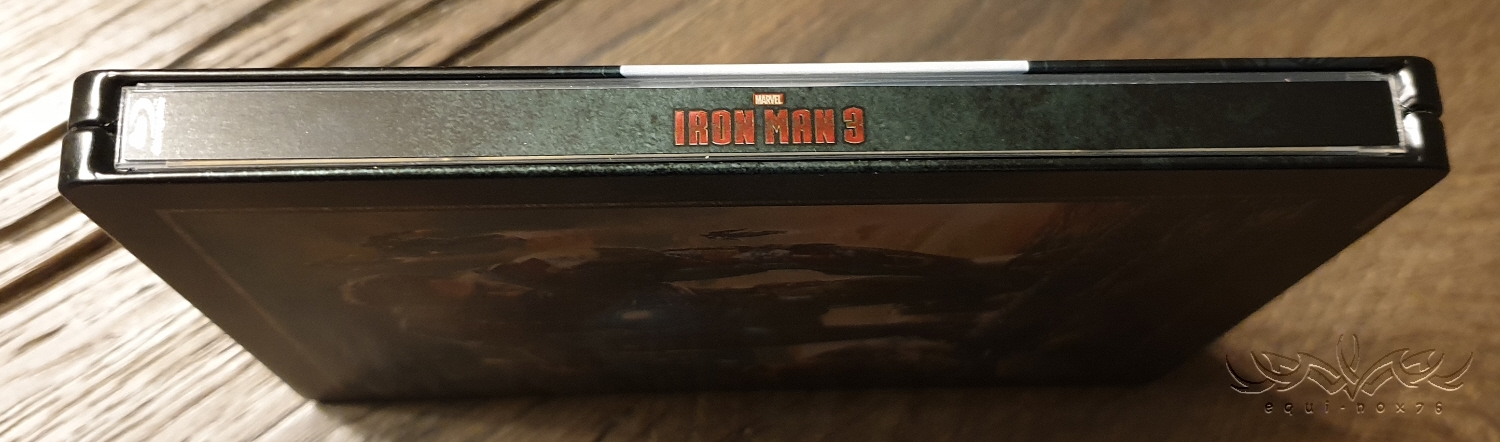 MARVEL
IRON MAN 3
equi-nox76